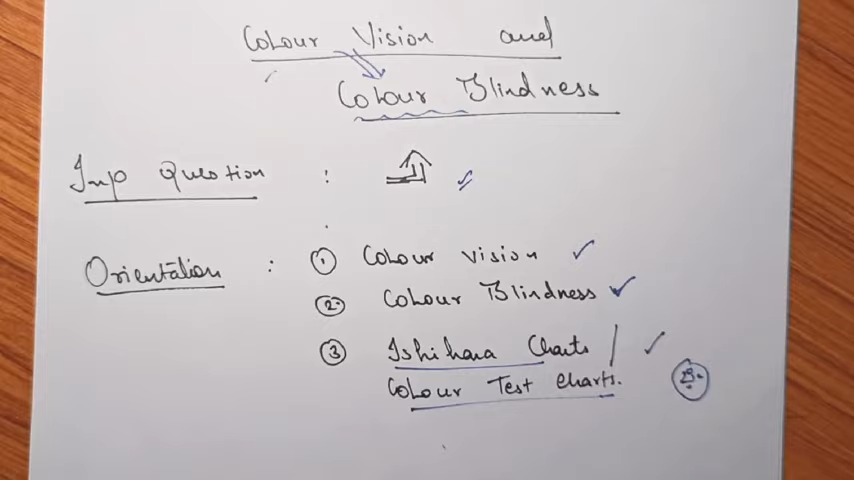 Colour Vision and
Colour Blindness
Imp Question :
Orientation : 1 Colour vision
2. Colour Blindness
3 Ishihara Charts /
Colour Test charts.